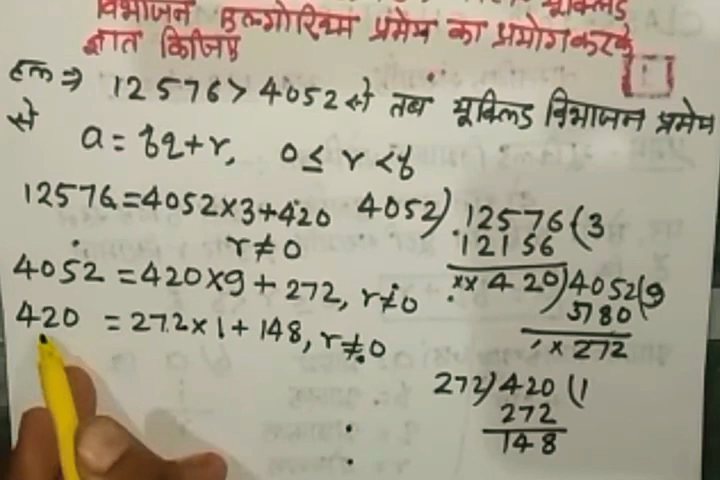 विभाजन एल्गोरिथ्म प्रमेय का प्रयोग करके
ज्ञात किजिए
1
हल ⇒ 12576 > 4052 से तब यूक्लिड विभाजन प्रमेय
से
a = bq + r, 0 ≤ r < b
12576 = 4052 × 3 + 420
r ≠ 0
4052 = 420 × 9 + 272, r ≠ 0
420 = 272 × 1 + 148, r ≠ 0
4052) 12576 (3
12156
×× 420) 4052 (9
3780
× 272
272) 420 (1
272
148